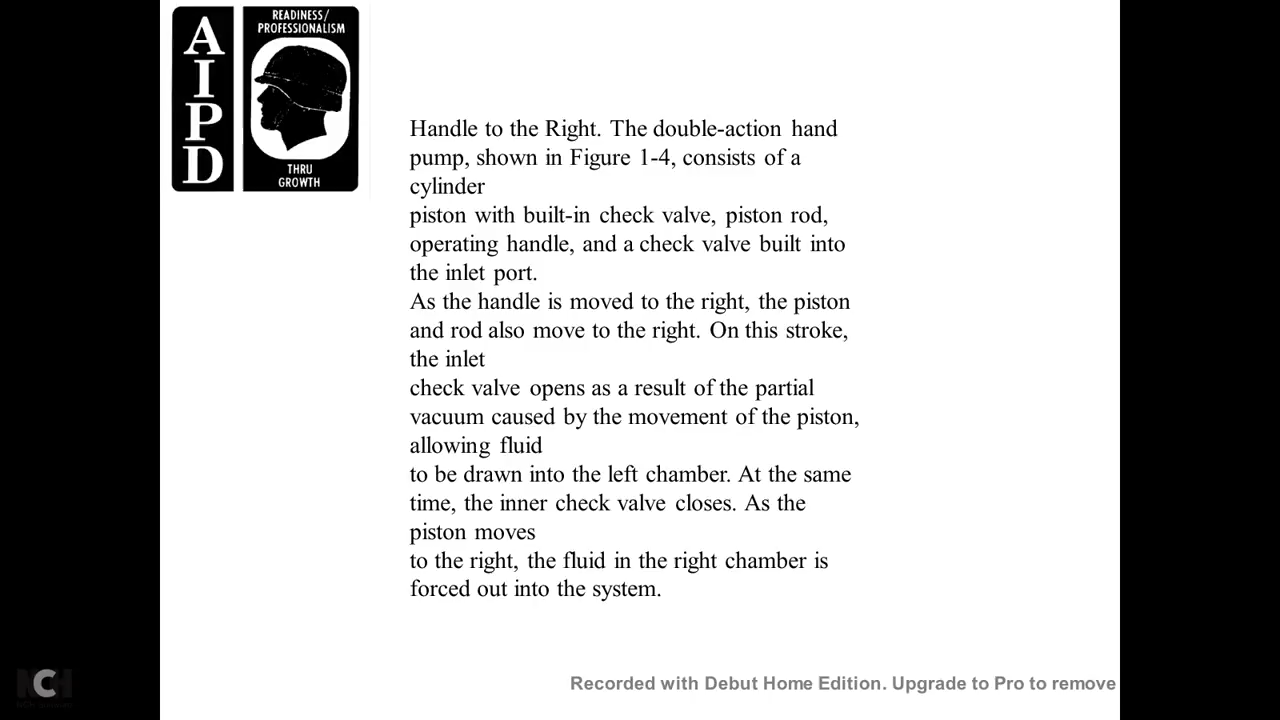 AIPD
READINESS/
PROFESSIONALISM
THRU
GROWTH
Handle to the Right. The double-action hand
pump, shown in Figure 1-4, consists of a
cylinder
piston with built-in check valve, piston rod,
operating handle, and a check valve built into
the inlet port.
As the handle is moved to the right, the piston
and rod also move to the right. On this stroke,
the inlet
check valve opens as a result of the partial
vacuum caused by the movement of the piston,
allowing fluid
to be drawn into the left chamber. At the same
time, the inner check valve closes. As the
piston moves
to the right, the fluid in the right chamber is
forced out into the system.
NCH
Recorded with Debut Home Edition. Upgrade to Pro to remove